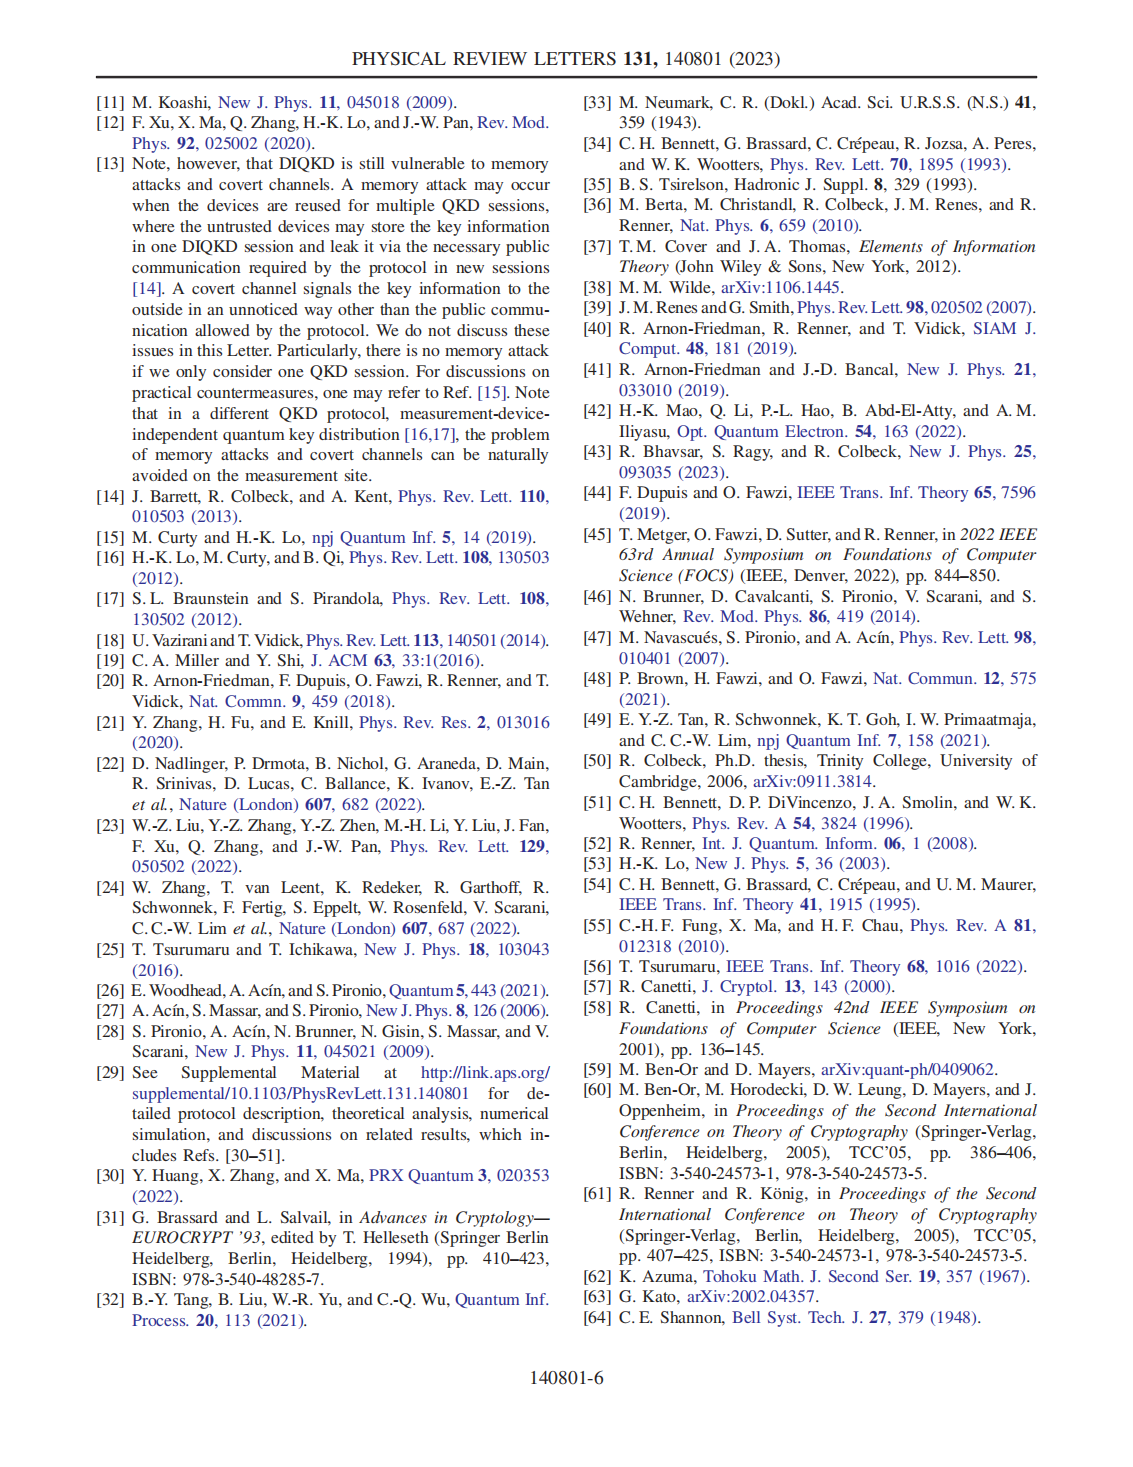 PHYSICAL REVIEW LETTERS 131, 140801 (2023)
[11] M. Koashi, New J. Phys. 11, 045018 (2009).
[12] F. Xu, X. Ma, Q. Zhang, H.-K. Lo, and J.-W. Pan, Rev. Mod.
Phys. 92, 025002 (2020).
[13] Note, however, that DIQKD is still vulnerable to memory
attacks and covert channels. A memory attack may occur
when the devices are reused for multiple QKD sessions,
where the untrusted devices may store the key information
in one DIQKD session and leak it via the necessary public
communication required by the protocol in new sessions
[14]. A covert channel signals the key information to the
outside in an unnoticed way other than the public commu-
nication allowed by the protocol. We do not discuss these
issues in this Letter. Particularly, there is no memory attack
if we only consider one QKD session. For discussions on
practical countermeasures, one may refer to Ref. [15]. Note
that in a different QKD protocol, measurement-device-
independent quantum key distribution [16,17], the problem
of memory attacks and covert channels can be naturally
avoided on the measurement site.
[14] J. Barrett, R. Colbeck, and A. Kent, Phys. Rev. Lett. 110,
010503 (2013).
[15] M. Curty and H.-K. Lo, npj Quantum Inf. 5, 14 (2019).
[16] H.-K. Lo, M. Curty, and B. Qi, Phys. Rev. Lett. 108, 130503
(2012).
[17] S. L. Braunstein and S. Pirandola, Phys. Rev. Lett. 108,
130502 (2012).
[18] U. Vazirani and T. Vidick, Phys. Rev. Lett. 113, 140501 (2014).
[19] C. A. Miller and Y. Shi, J. ACM 63, 33:1(2016).
[20] R. Arnon-Friedman, F. Dupuis, O. Fawzi, R. Renner, and T.
Vidick, Nat. Commn. 9, 459 (2018).
[21] Y. Zhang, H. Fu, and E. Knill, Phys. Rev. Res. 2, 013016
(2020).
[22] D. Nadlinger, P. Drmota, B. Nichol, G. Araneda, D. Main,
R. Srinivas, D. Lucas, C. Ballance, K. Ivanov, E.-Z. Tan
et al., Nature (London) 607, 682 (2022).
[23] W.-Z. Liu, Y.-Z. Zhang, Y.-Z. Zhen, M.-H. Li, Y. Liu, J. Fan,
F. Xu, Q. Zhang, and J.-W. Pan, Phys. Rev. Lett. 129,
050502 (2022).
[24] W. Zhang, T. van Leent, K. Redeker, R. Garthoff, R.
Schwonnek, F. Fertig, S. Eppelt, W. Rosenfeld, V. Scarani,
C. C.-W. Lim et al., Nature (London) 607, 687 (2022).
[25] T. Tsurumaru and T. Ichikawa, New J. Phys. 18, 103043
(2016).
[26] E. Woodhead, A. Acín, and S. Pironio, Quantum 5, 443 (2021).
[27] A. Acín, S. Massar, and S. Pironio, New J. Phys. 8, 126 (2006).
[28] S. Pironio, A. Acín, N. Brunner, N. Gisin, S. Massar, and V.
Scarani, New J. Phys. 11, 045021 (2009).
[29] See Supplemental Material at http://link.aps.org/
supplemental/10.1103/PhysRevLett.131.140801 for de-
tailed protocol description, theoretical analysis, numerical
simulation, and discussions on related results, which in-
cludes Refs. [30–51].
[30] Y. Huang, X. Zhang, and X. Ma, PRX Quantum 3, 020353
(2022).
[31] G. Brassard and L. Salvail, in Advances in Cryptology—
EUROCRYPT '93, edited by T. Helleseth (Springer Berlin
Heidelberg, Berlin, Heidelberg, 1994), pp. 410–423,
ISBN: 978-3-540-48285-7.
[32] B.-Y. Tang, B. Liu, W.-R. Yu, and C.-Q. Wu, Quantum Inf.
Process. 20, 113 (2021).
[33] M. Neumark, C. R. (Dokl.) Acad. Sci. U.R.S.S. (N.S.) 41,
359 (1943).
[34] C. H. Bennett, G. Brassard, C. Crépeau, R. Jozsa, A. Peres,
and W. K. Wootters, Phys. Rev. Lett. 70, 1895 (1993).
[35] B. S. Tsirelson, Hadronic J. Suppl. 8, 329 (1993).
[36] M. Berta, M. Christandl, R. Colbeck, J. M. Renes, and R.
Renner, Nat. Phys. 6, 659 (2010).
[37] T. M. Cover and J. A. Thomas, Elements of Information
Theory (John Wiley & Sons, New York, 2012).
[38] M. M. Wilde, arXiv:1106.1445.
[39] J. M. Renes and G. Smith, Phys. Rev. Lett. 98, 020502 (2007).
[40] R. Arnon-Friedman, R. Renner, and T. Vidick, SIAM J.
Comput. 48, 181 (2019).
[41] R. Arnon-Friedman and J.-D. Bancal, New J. Phys. 21,
033010 (2019).
[42] H.-K. Mao, Q. Li, P.-L. Hao, B. Abd-El-Atty, and A. M.
Iliyasu, Opt. Quantum Electron. 54, 163 (2022).
[43] R. Bhavsar, S. Ragy, and R. Colbeck, New J. Phys. 25,
093035 (2023).
[44] F. Dupuis and O. Fawzi, IEEE Trans. Inf. Theory 65, 7596
(2019).
[45] T. Metger, O. Fawzi, D. Sutter, and R. Renner, in 2022 IEEE
63rd Annual Symposium on Foundations of Computer
Science (FOCS) (IEEE, Denver, 2022), pp. 844–850.
[46] N. Brunner, D. Cavalcanti, S. Pironio, V. Scarani, and S.
Wehner, Rev. Mod. Phys. 86, 419 (2014).
[47] M. Navascués, S. Pironio, and A. Acín, Phys. Rev. Lett. 98,
010401 (2007).
[48] P. Brown, H. Fawzi, and O. Fawzi, Nat. Commun. 12, 575
(2021).
[49] E. Y.-Z. Tan, R. Schwonnek, K. T. Goh, I. W. Primaatmaja,
and C. C.-W. Lim, npj Quantum Inf. 7, 158 (2021).
[50] R. Colbeck, Ph.D. thesis, Trinity College, University of
Cambridge, 2006, arXiv:0911.3814.
[51] C. H. Bennett, D. P. DiVincenzo, J. A. Smolin, and W. K.
Wootters, Phys. Rev. A 54, 3824 (1996).
[52] R. Renner, Int. J. Quantum. Inform. 06, 1 (2008).
[53] H.-K. Lo, New J. Phys. 5, 36 (2003).
[54] C. H. Bennett, G. Brassard, C. Crépeau, and U. M. Maurer,
IEEE Trans. Inf. Theory 41, 1915 (1995).
[55] C.-H. F. Fung, X. Ma, and H. F. Chau, Phys. Rev. A 81,
012318 (2010).
[56] T. Tsurumaru, IEEE Trans. Inf. Theory 68, 1016 (2022).
[57] R. Canetti, J. Cryptol. 13, 143 (2000).
[58] R. Canetti, in Proceedings 42nd IEEE Symposium on
Foundations of Computer Science (IEEE, New York,
2001), pp. 136–145.
[59] M. Ben-Or and D. Mayers, arXiv:quant-ph/0409062.
[60] M. Ben-Or, M. Horodecki, D. W. Leung, D. Mayers, and J.
Oppenheim, in Proceedings of the Second International
Conference on Theory of Cryptography (Springer-Verlag,
Berlin, Heidelberg, 2005), TCC'05, pp. 386–406,
ISBN: 3-540-24573-1, 978-3-540-24573-5.
[61] R. Renner and R. König, in Proceedings of the Second
International Conference on Theory of Cryptography
(Springer-Verlag, Berlin, Heidelberg, 2005), TCC'05,
pp. 407–425, ISBN: 3-540-24573-1, 978-3-540-24573-5.
[62] K. Azuma, Tohoku Math. J. Second Ser. 19, 357 (1967).
[63] G. Kato, arXiv:2002.04357.
[64] C. E. Shannon, Bell Syst. Tech. J. 27, 379 (1948).
140801-6